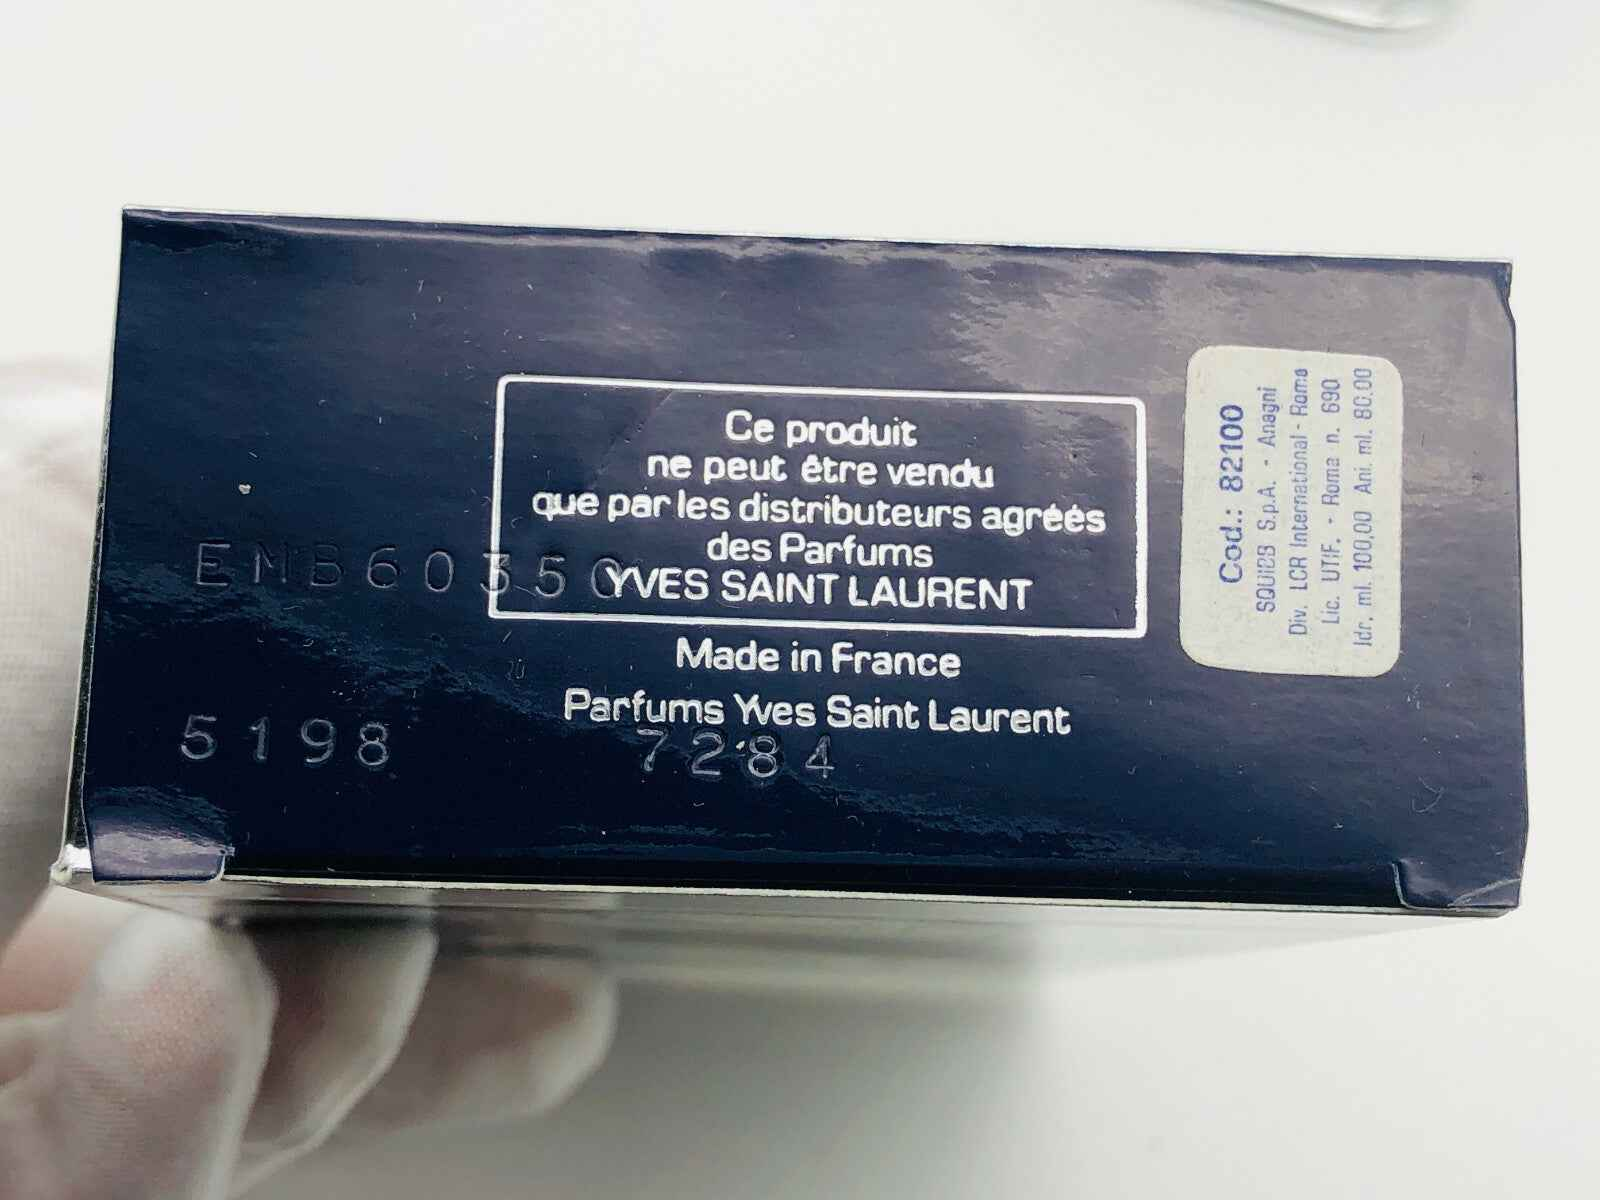 Ce produit
ne peut être vendu
que par les distributeurs agréés
des Parfums
YVES SAINT LAURENT
Made in France
Parfums Yves Saint Laurent
EMB60350
5198 7284
Cod.: 82100
SQUIBB S.p.A. - Anagni
Div. LCR International - Roma
Lic. UTIF. - Roma n. 690
Idr. ml. 100,00 Ani. ml. 80.00